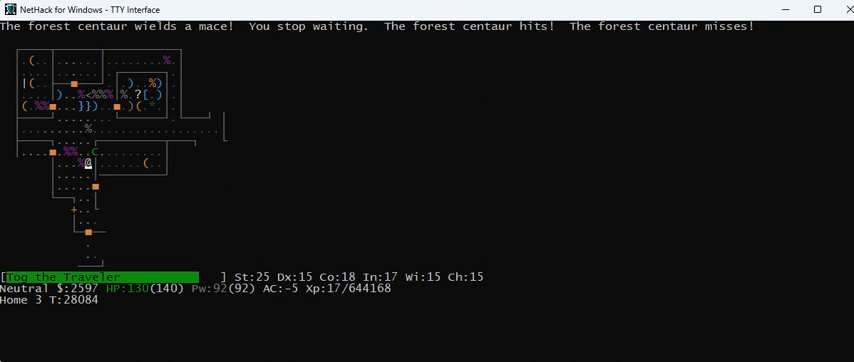 NetHack for Windows - TTY Interface
The forest centaur wields a mace!  You stop waiting.  The forest centaur hits!  The forest centaur misses!
[Tog the Traveler             ] St:25 Dx:15 Co:18 In:17 Wi:15 Ch:15
Neutral $:2597 HP:130(140) Pw:92(92) AC:-5 Xp:17/644168
Home 3 T:28084